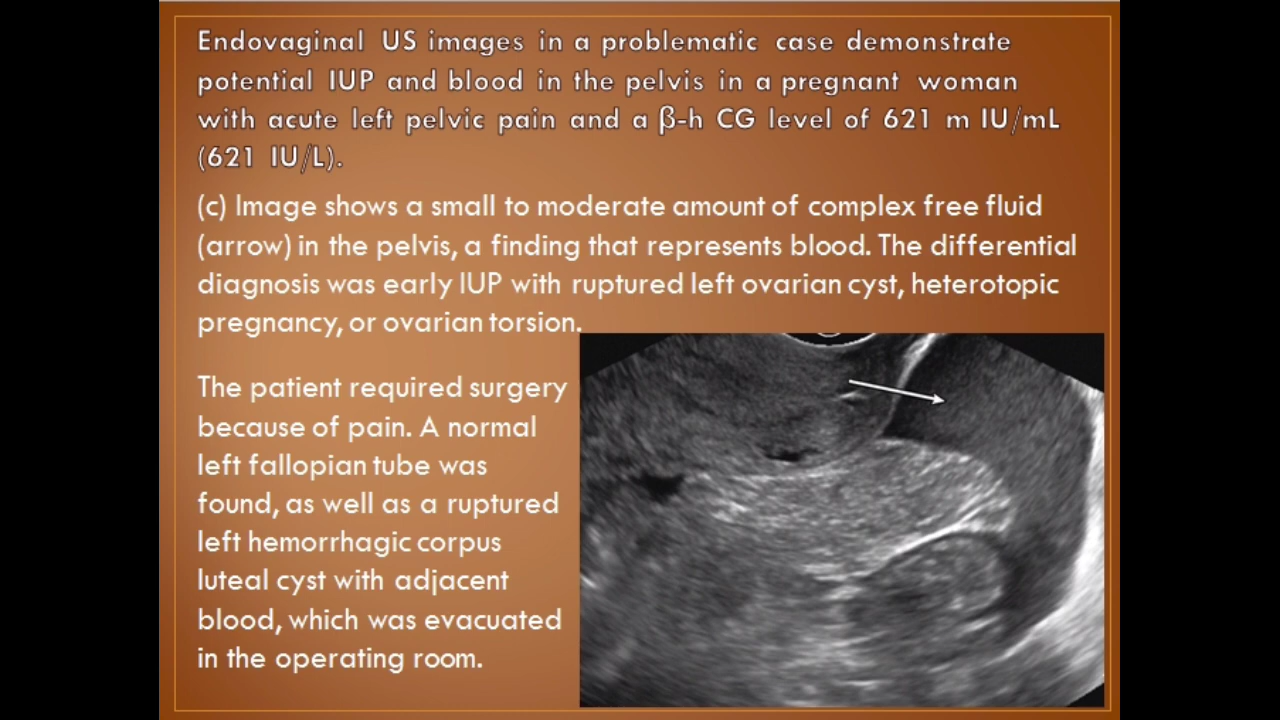 Endovaginal US images in a problematic case demonstrate
potential IUP and blood in the pelvis in a pregnant woman
with acute left pelvic pain and a β-h CG level of 621 m IU/mL
(621 IU/L).
(c) Image shows a small to moderate amount of complex free fluid
(arrow) in the pelvis, a finding that represents blood. The differential
diagnosis was early IUP with ruptured left ovarian cyst, heterotopic
pregnancy, or ovarian torsion.
The patient required surgery
because of pain. A normal
left fallopian tube was
found, as well as a ruptured
left hemorrhagic corpus
luteal cyst with adjacent
blood, which was evacuated
in the operating room.